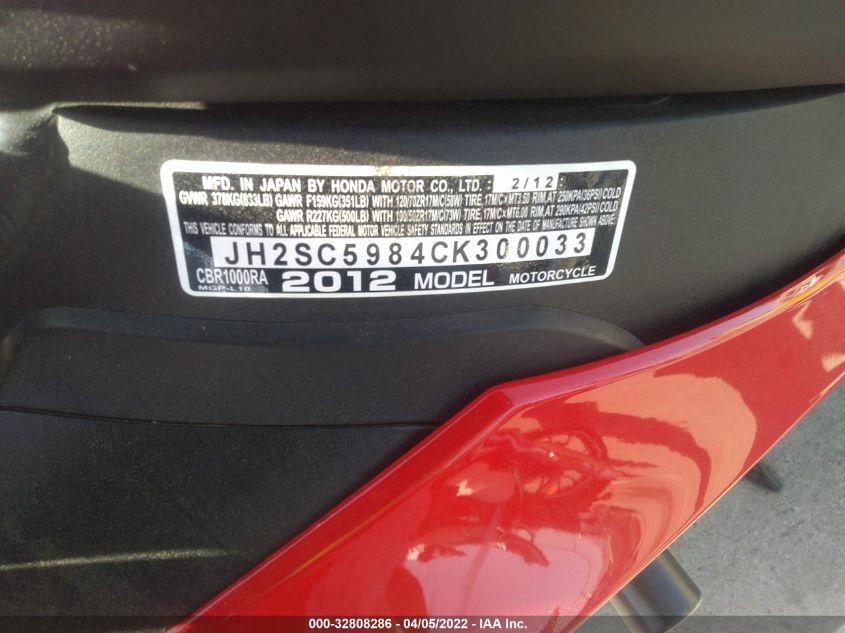 MFD. IN JAPAN BY HONDA MOTOR CO., LTD. 2/12
GVWR 378KG(833LB) GAWR F159KG(351LB) WITH 120/70ZR17M/C(58W) TIRE, 17M/CXMT3.50 RIM, AT 250KPA(36PSI) COLD
GAWR R227KG(500LB) WITH 190/50ZR17M/C(73W) TIRE, 17M/CXMT6.00 RIM, AT 290KPA(42PSI) COLD
THIS VEHICLE CONFORMS TO ALL APPLICABLE FEDERAL MOTOR VEHICLE SAFETY STANDARDS IN EFFECT ON THE DATE OF MANUFACTURE SHOWN ABOVE.
JH2SC5984CK300033
CBR1000RA 2012 MODEL MOTORCYCLE
MGP-L10
000-32808286 - 04/05/2022 - IAA Inc.